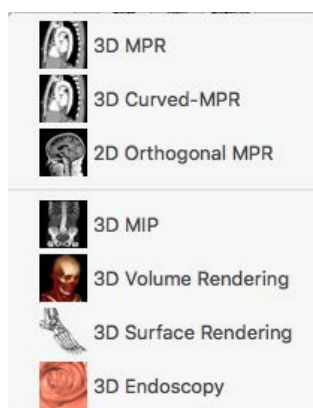 3D MPR
3D Curved-MPR
2D Orthogonal MPR
3D MIP
3D Volume Rendering
3D Surface Rendering
3D Endoscopy